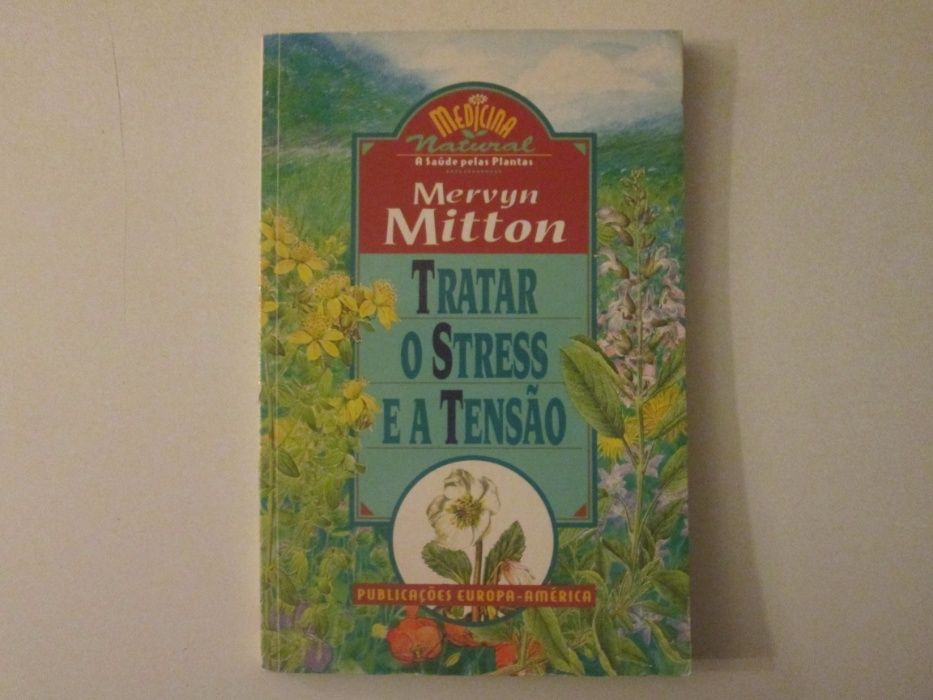 MEDICINA
Natural
A Saúde pelas Plantas
Mervyn
Mitton
TRATAR
O STRESS
E A TENSÃO
PUBLICAÇÕES EUROPA-AMÉRICA